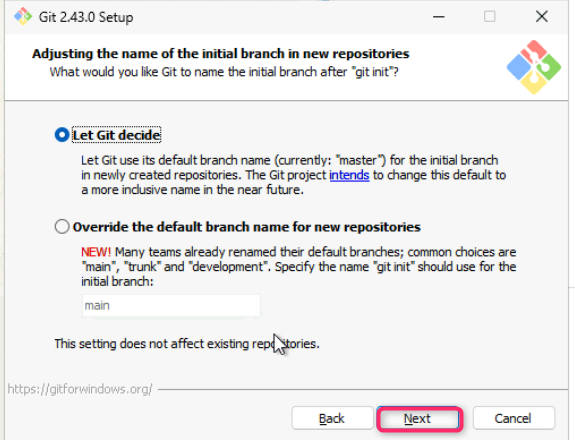 Git 2.43.0 Setup
Adjusting the name of the initial branch in new repositories
What would you like Git to name the initial branch after "git init"?
Let Git decide
Let Git use its default branch name (currently: "master") for the initial branch
in newly created repositories. The Git project intends to change this default to
a more inclusive name in the near future.
Override the default branch name for new repositories
NEW! Many teams already renamed their default branches; common choices are
"main", "trunk" and "development". Specify the name "git init" should use for the
initial branch:
main
This setting does not affect existing repositories.
https://gitforwindows.org/
Back
Next
Cancel